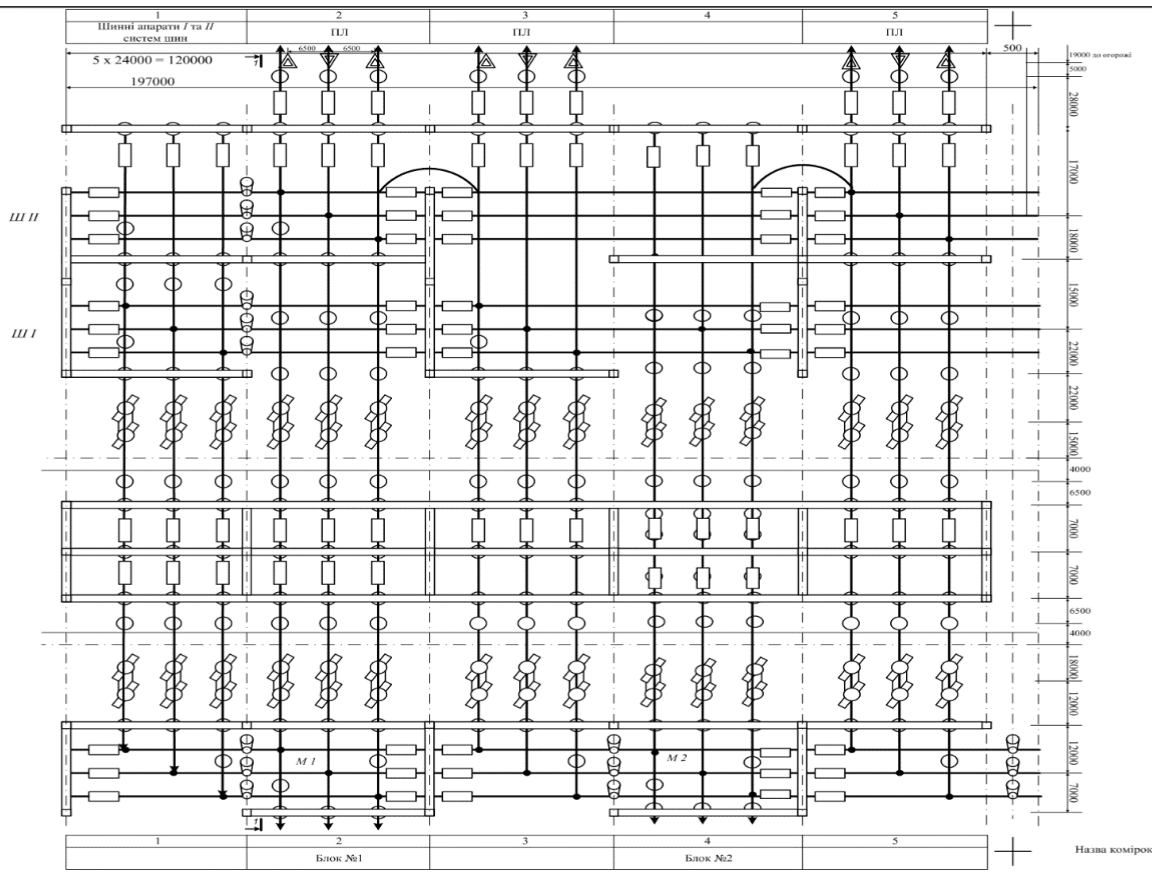 1 2 3 4 5
Шинні апарати I та II
систем шин
ПЛ ПЛ ПЛ
6500 6500
500
5 x 24000 = 120000
1
19000 до огорожі
5000
197000
28000
17000
Ш II
18000
15000
Ш I
22000
22000
15000
4000
6500
7000
7000
6500
4000
18000
12000
М 1 М 2
12000
7000
1
1 2 3 4 5
Назва комірок
Блок №1 Блок №2